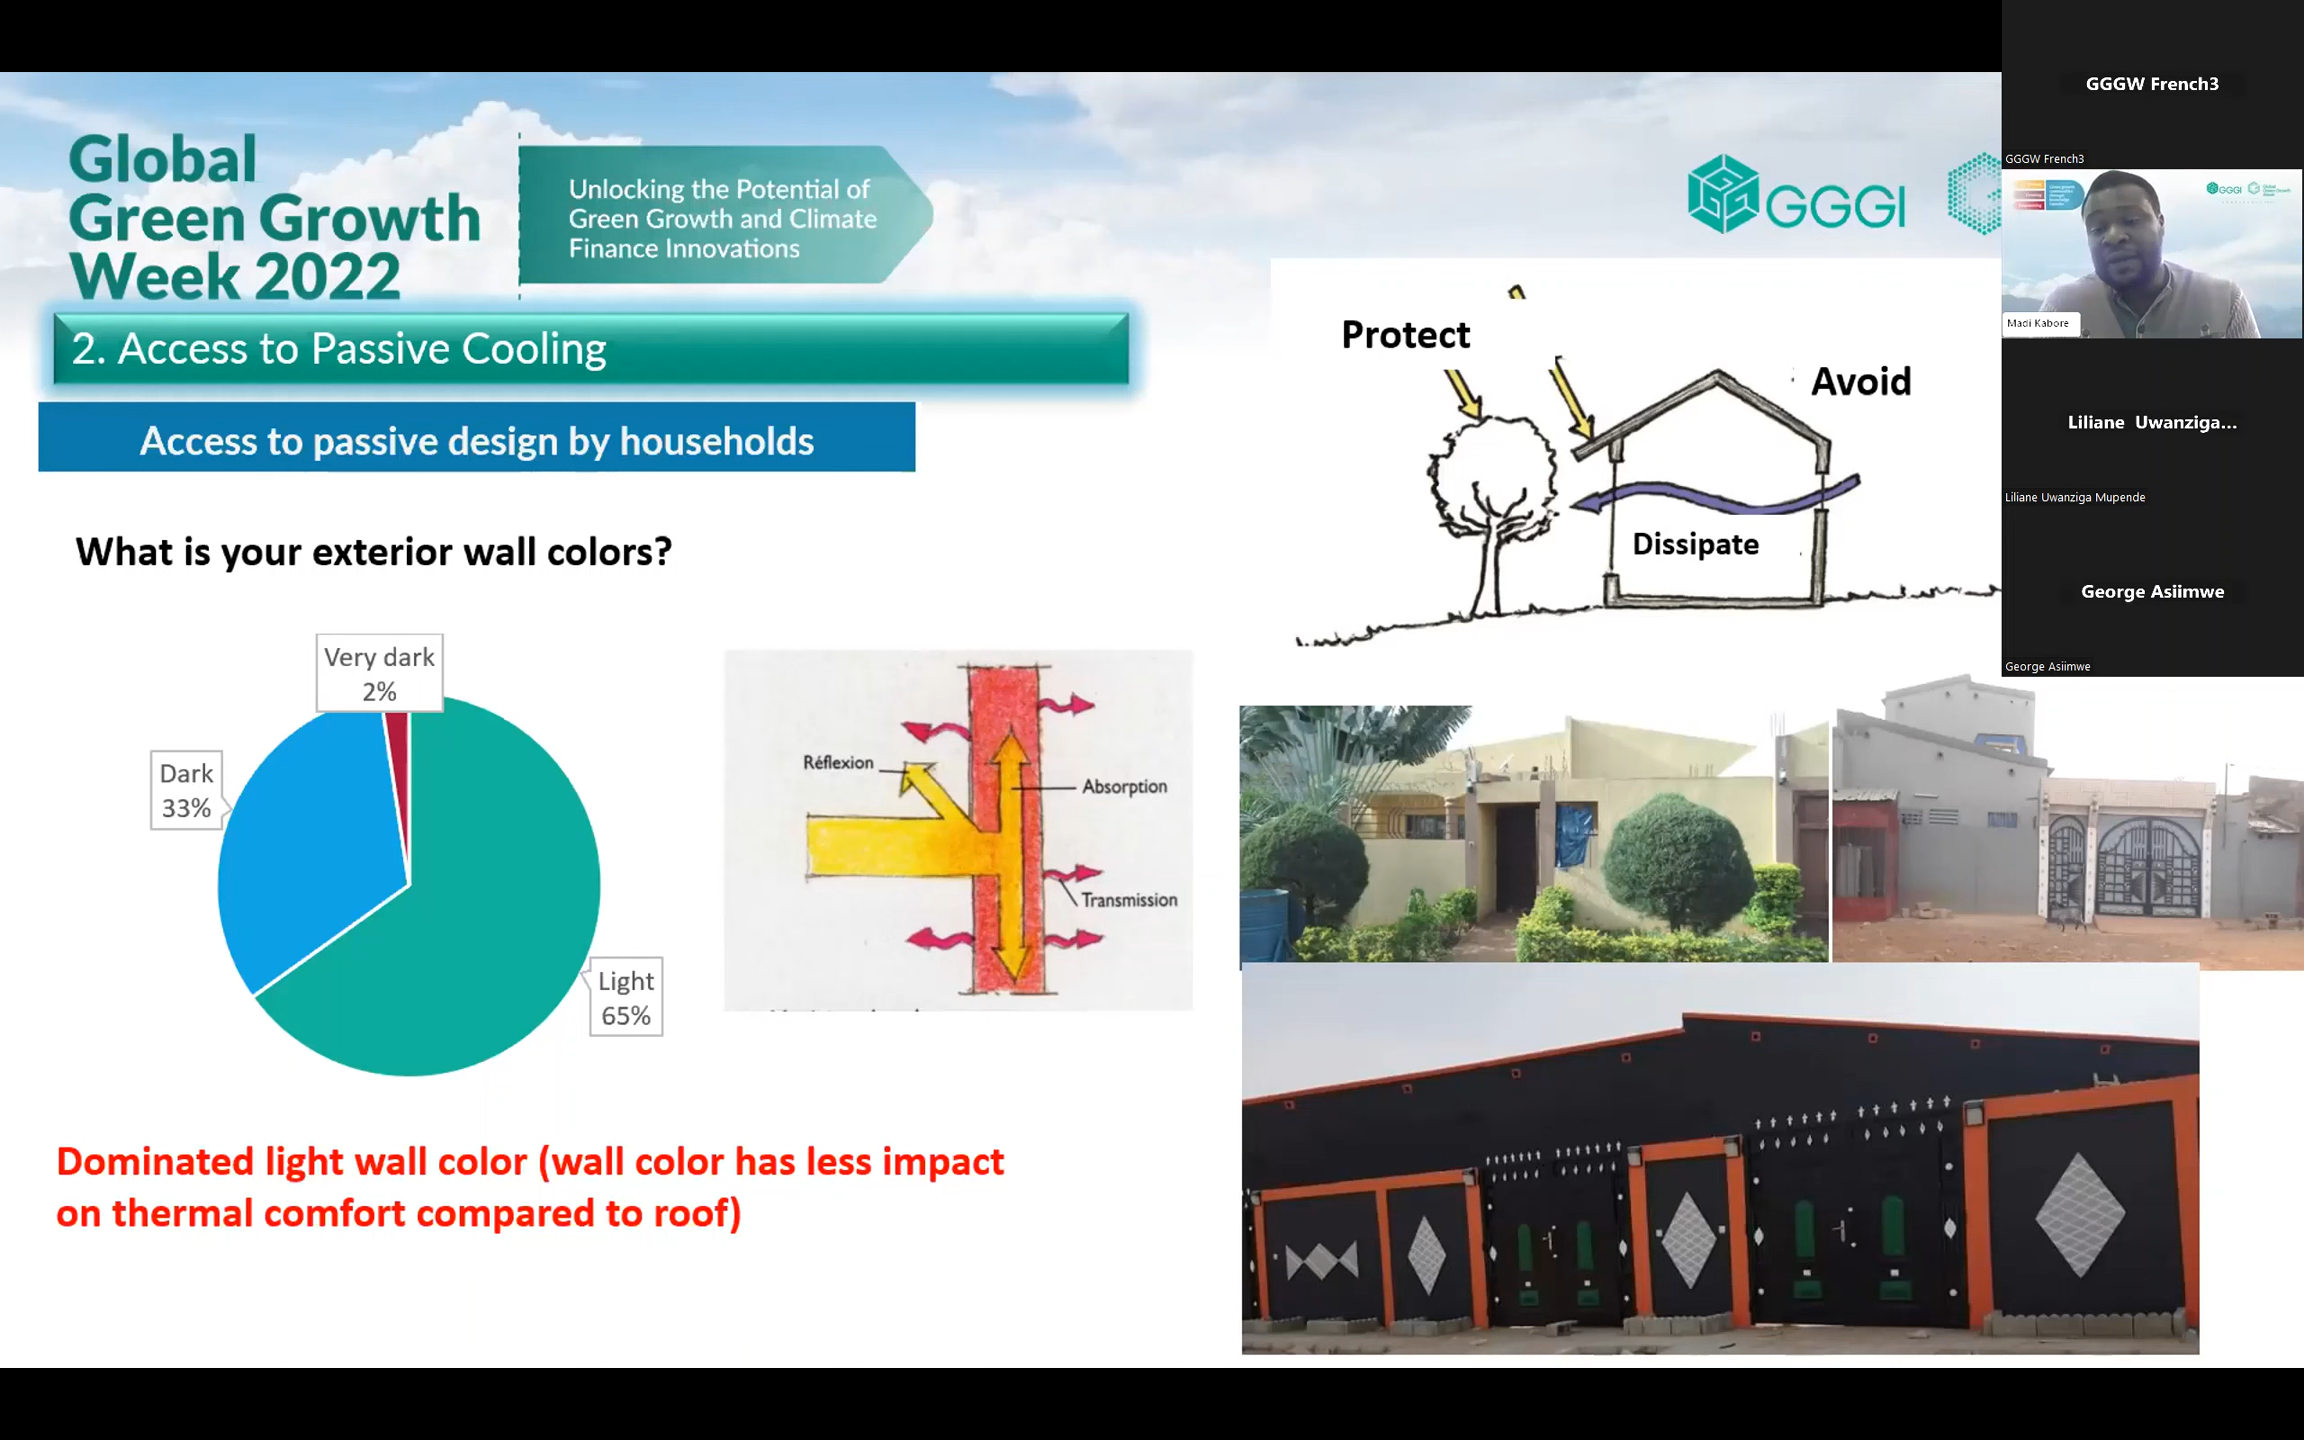 Global
Green Growth
Week 2022
Unlocking the Potential of
Green Growth and Climate
Finance Innovations
GGGI
2. Access to Passive Cooling
Access to passive design by households
What is your exterior wall colors?
Very dark
2%
Dark
33%
Light
65%
Réflexion
Absorption
Transmission
Protect
Avoid
Dissipate
Dominated light wall color (wall color has less impact
on thermal comfort compared to roof)
GGGW French3
GGGW French3
GGGI
Madi Kabore
Liliane Uwanziga...
Liliane Uwanziga Mupende
George Asiimwe
George Asiimwe